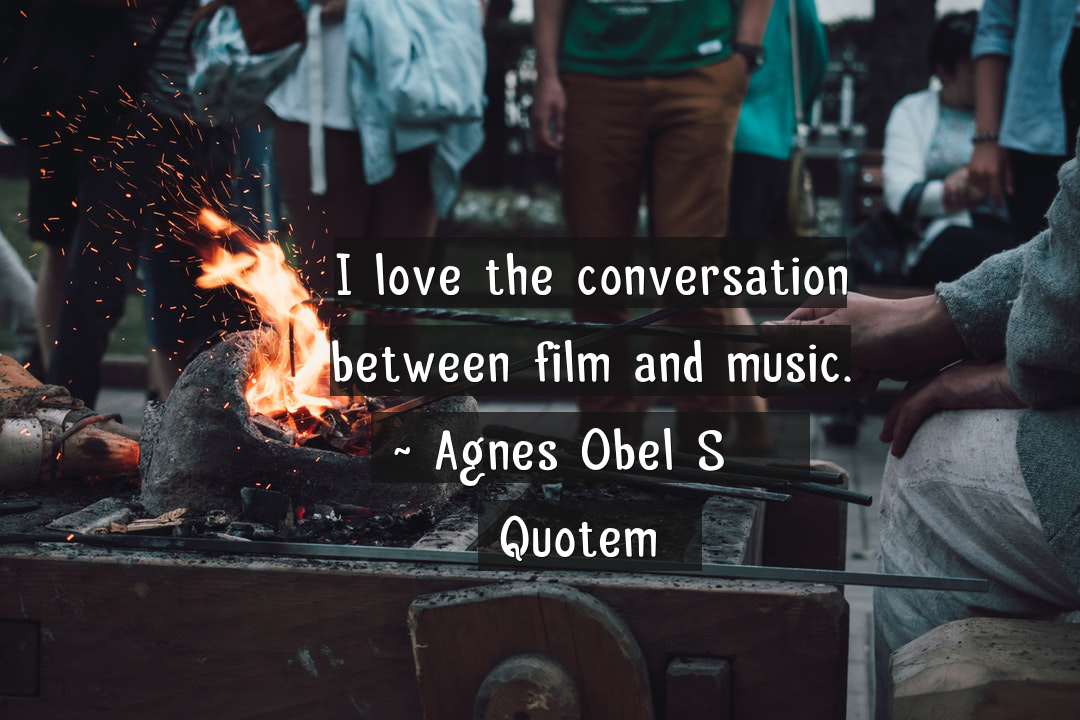 I love the conversation
between film and music.
~ Agnes Obel S
Quotem